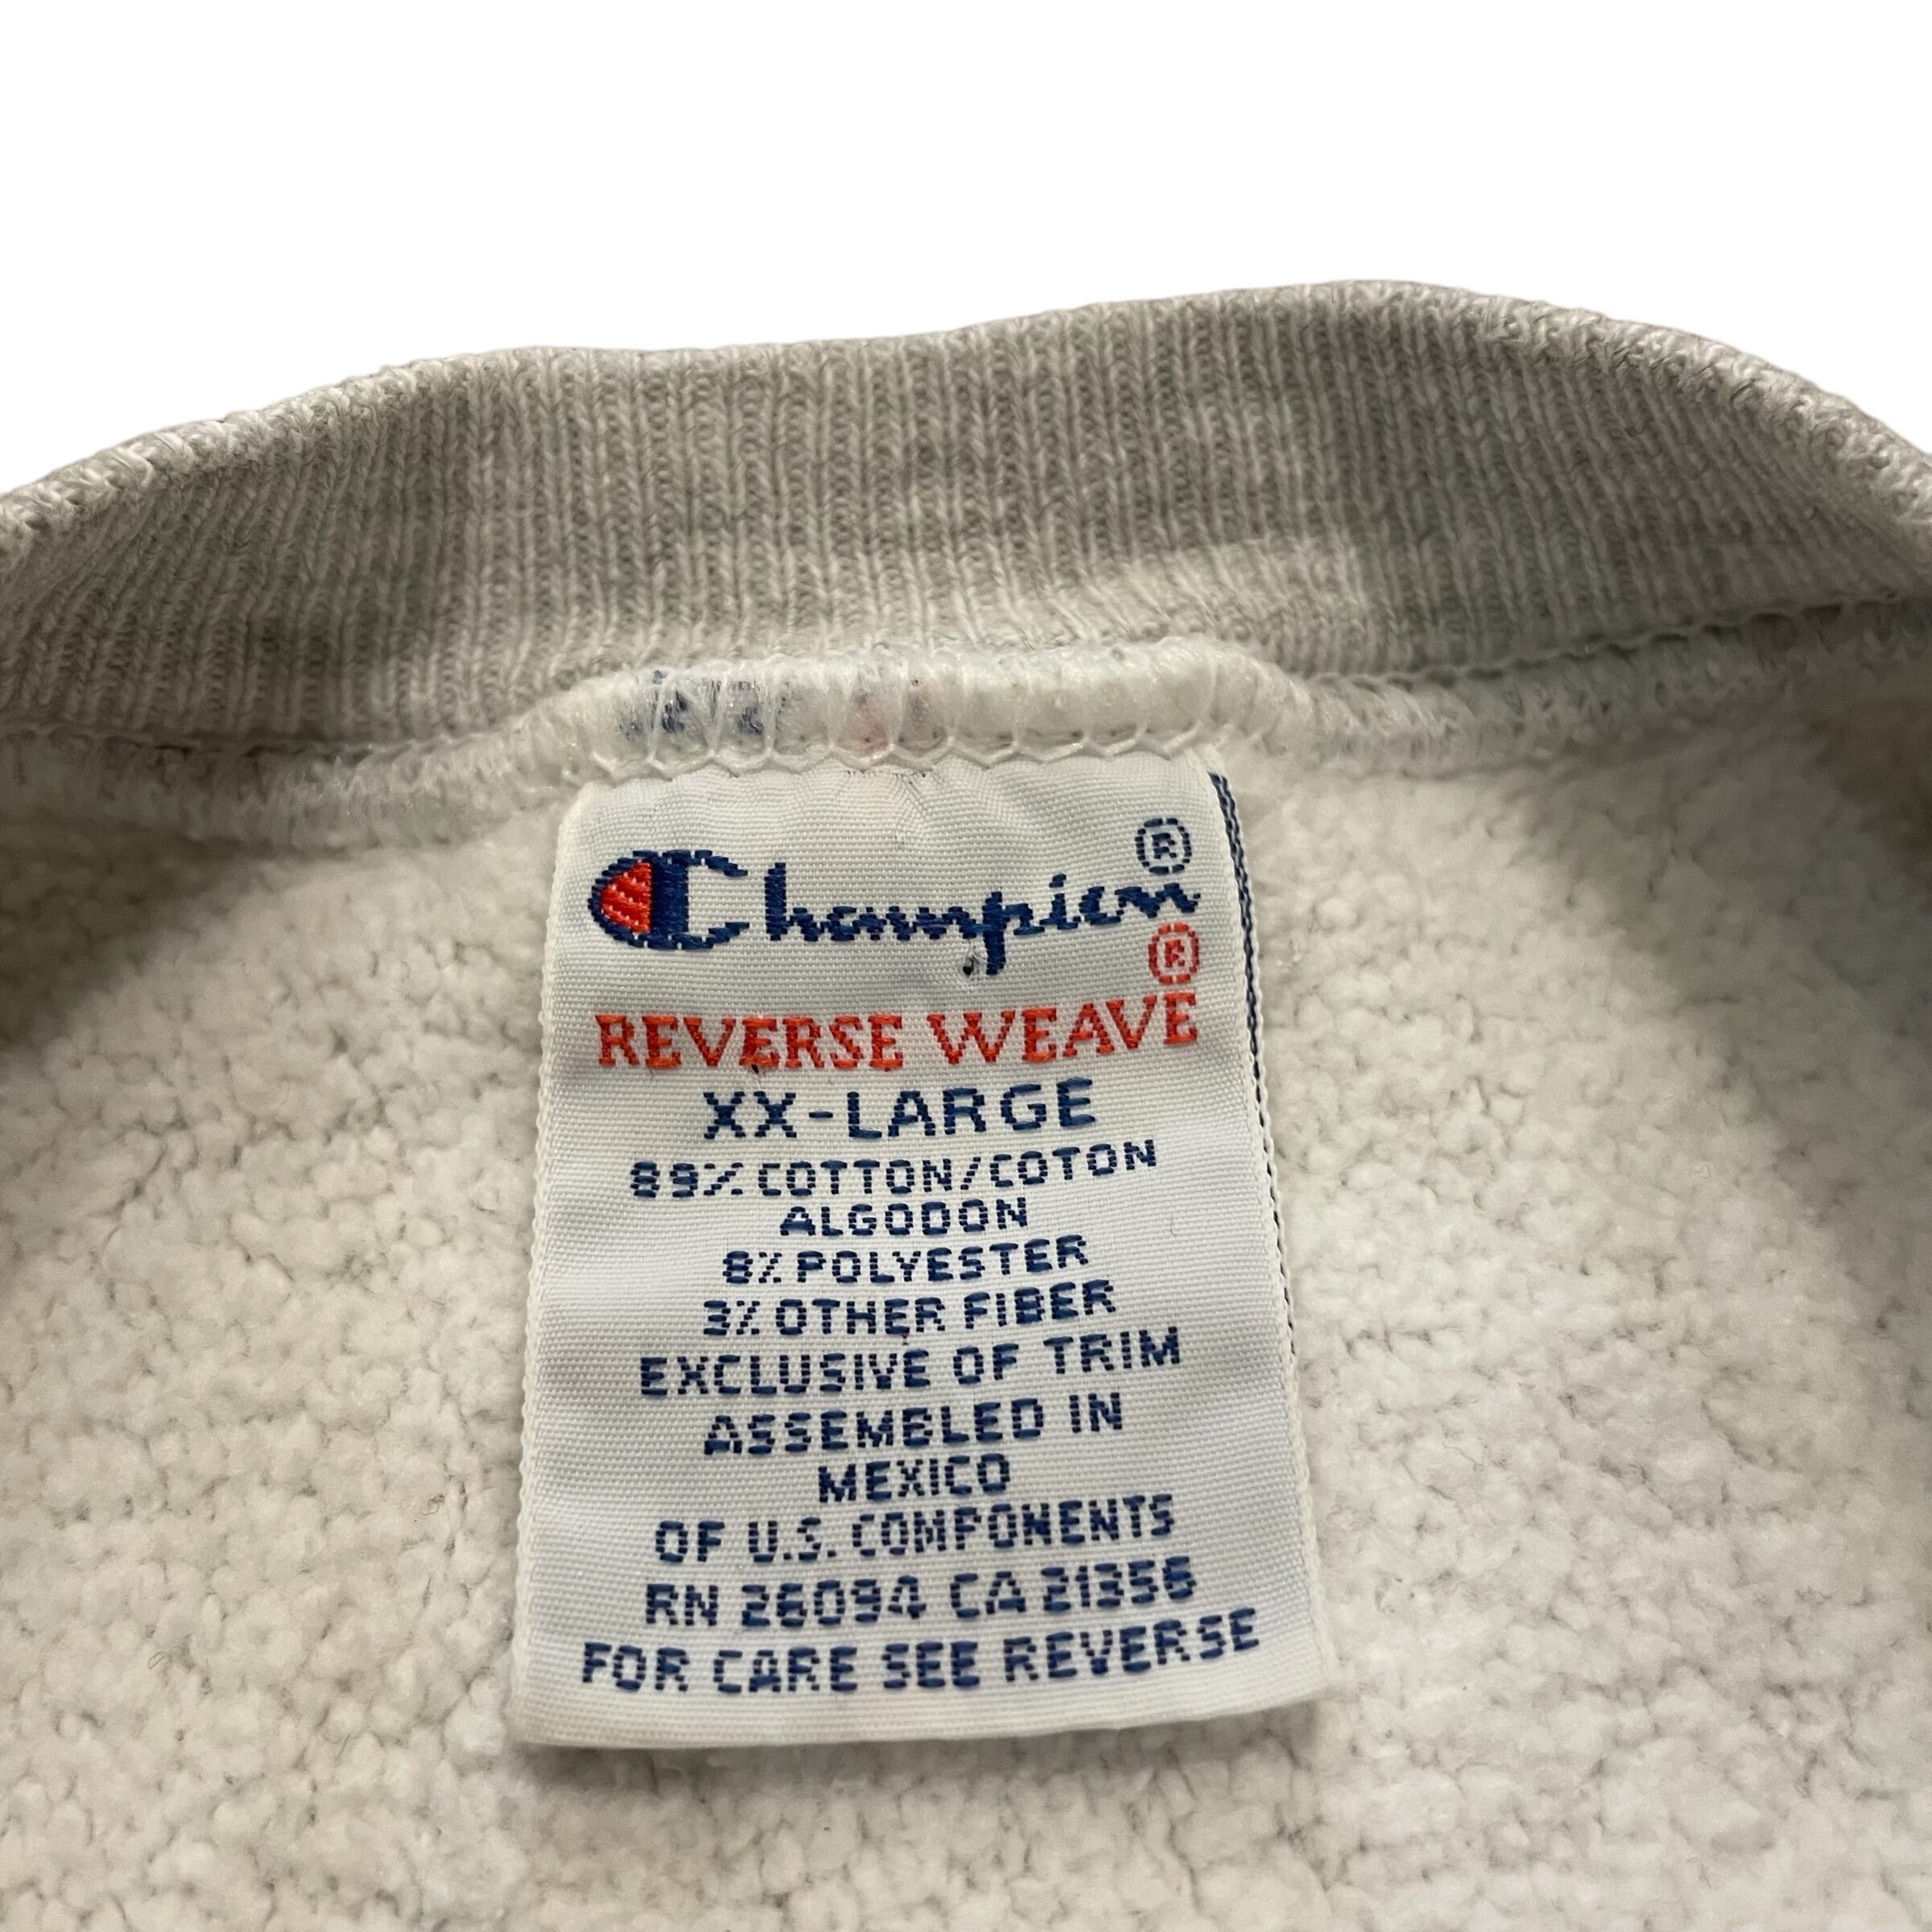 Champion®
REVERSE WEAVE®
XX-LARGE
89% COTTON/COTON
ALGODON
8% POLYESTER
3% OTHER FIBER
EXCLUSIVE OF TRIM
ASSEMBLED IN
MEXICO
OF U.S. COMPONENTS
RN 26094 CA 21356
FOR CARE SEE REVERSE